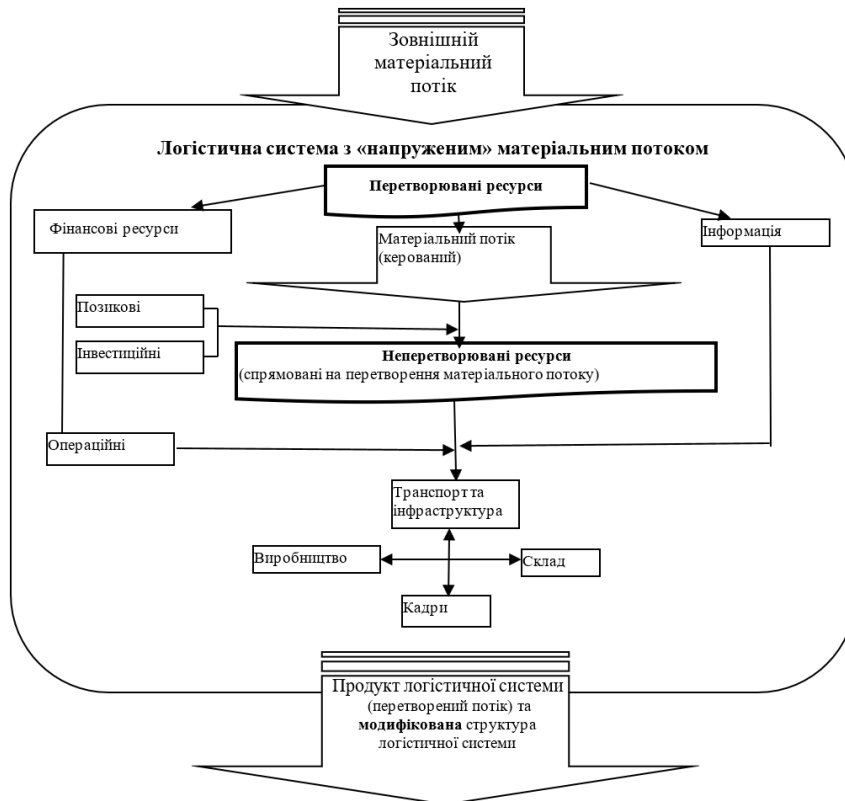 Зовнішній
матеріальний
потік
Логістична система з «напруженим» матеріальним потоком
Перетворювані ресурси
Фінансові ресурси
Матеріальний потік
(керований)
Інформація
Позикові
Інвестиційні
Неперетворювані ресурси
(спрямовані на перетворення матеріального потоку)
Операційні
Транспорт та
інфраструктура
Виробництво
Склад
Кадри
Продукт логістичної системи
(перетворений потік) та
модифікована структура
логістичної системи